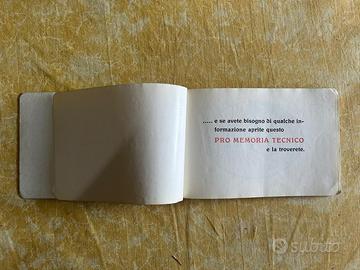 ..... e se avete bisogno di qualche in-
formazione aprite questo
PRO MEMORIA TECNICO
e la troverete.
subito